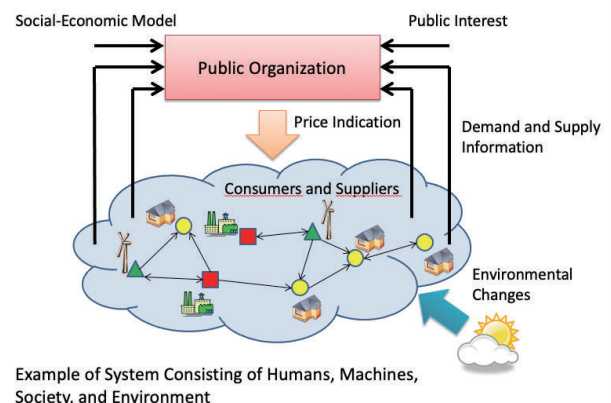 Social-Economic Model
Public Interest
Public Organization
Price Indication
Demand and Supply
Information
Consumers and Suppliers
Environmental
Changes
Example of System Consisting of Humans, Machines,
Society, and Environment